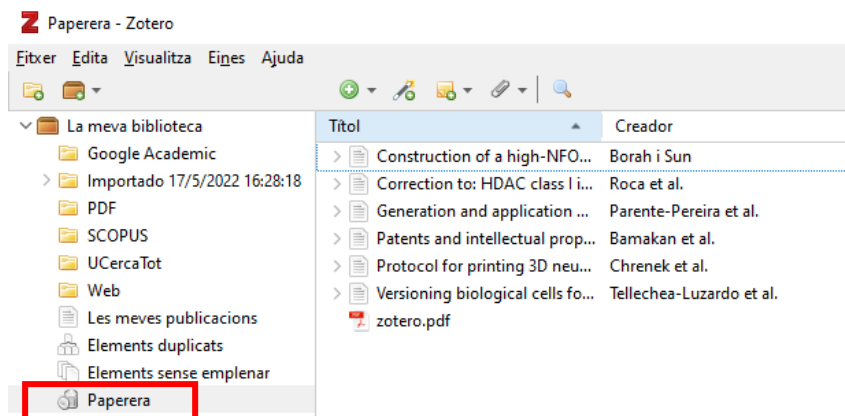 Paperera - Zotero
Fitxer Edita Visualitza Eines Ajuda
La meva biblioteca
Google Academic
Importado 17/5/2022 16:28:18
PDF
SCOPUS
UCercaTot
Web
Les meves publicacions
Elements duplicats
Elements sense emplenar
Paperera
Títol Creador
Construction of a high-NFO... Borah i Sun
Correction to: HDAC class I i... Roca et al.
Generation and application ... Parente-Pereira et al.
Patents and intellectual prop... Bamakan et al.
Protocol for printing 3D neu... Chrenek et al.
Versioning biological cells fo... Tellechea-Luzardo et al.
zotero.pdf